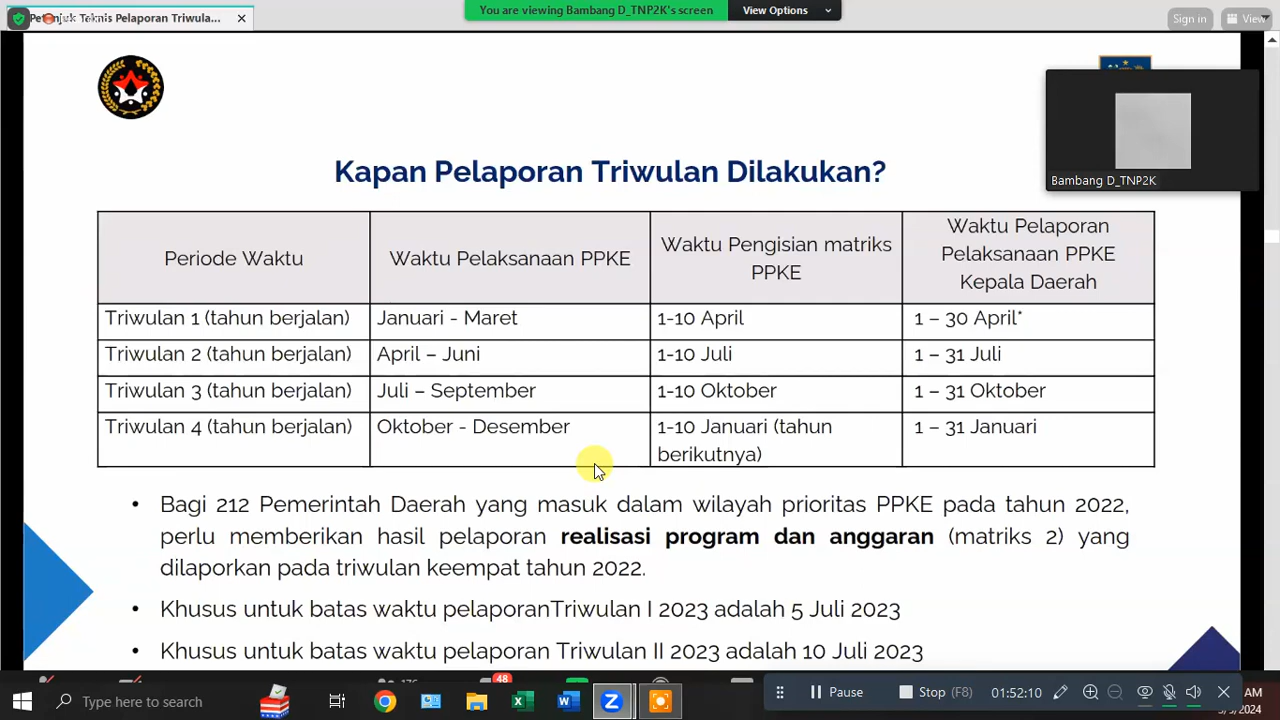 Petunjuk Teknis Pelaporan Triwula...
You are viewing Bambang D_TNP2K's screen
View Options
Sign in
View
Bambang D_TNP2K
Kapan Pelaporan Triwulan Dilakukan?
Periode Waktu
Waktu Pelaksanaan PPKE
Waktu Pengisian matriks
PPKE
Waktu Pelaporan
Pelaksanaan PPKE
Kepala Daerah
Triwulan 1 (tahun berjalan)
Januari - Maret
1-10 April
1 – 30 April*
Triwulan 2 (tahun berjalan)
April – Juni
1-10 Juli
1 – 31 Juli
Triwulan 3 (tahun berjalan)
Juli – September
1-10 Oktober
1 – 31 Oktober
Triwulan 4 (tahun berjalan)
Oktober - Desember
1-10 Januari (tahun
berikutnya)
1 – 31 Januari
• Bagi 212 Pemerintah Daerah yang masuk dalam wilayah prioritas PPKE pada tahun 2022,
perlu memberikan hasil pelaporan realisasi program dan anggaran (matriks 2) yang
dilaporkan pada triwulan keempat tahun 2022.
• Khusus untuk batas waktu pelaporanTriwulan I 2023 adalah 5 Juli 2023
• Khusus untuk batas waktu pelaporan Triwulan II 2023 adalah 10 Juli 2023
Type here to search
48
Pause
Stop (F8)
01:52:10
AM